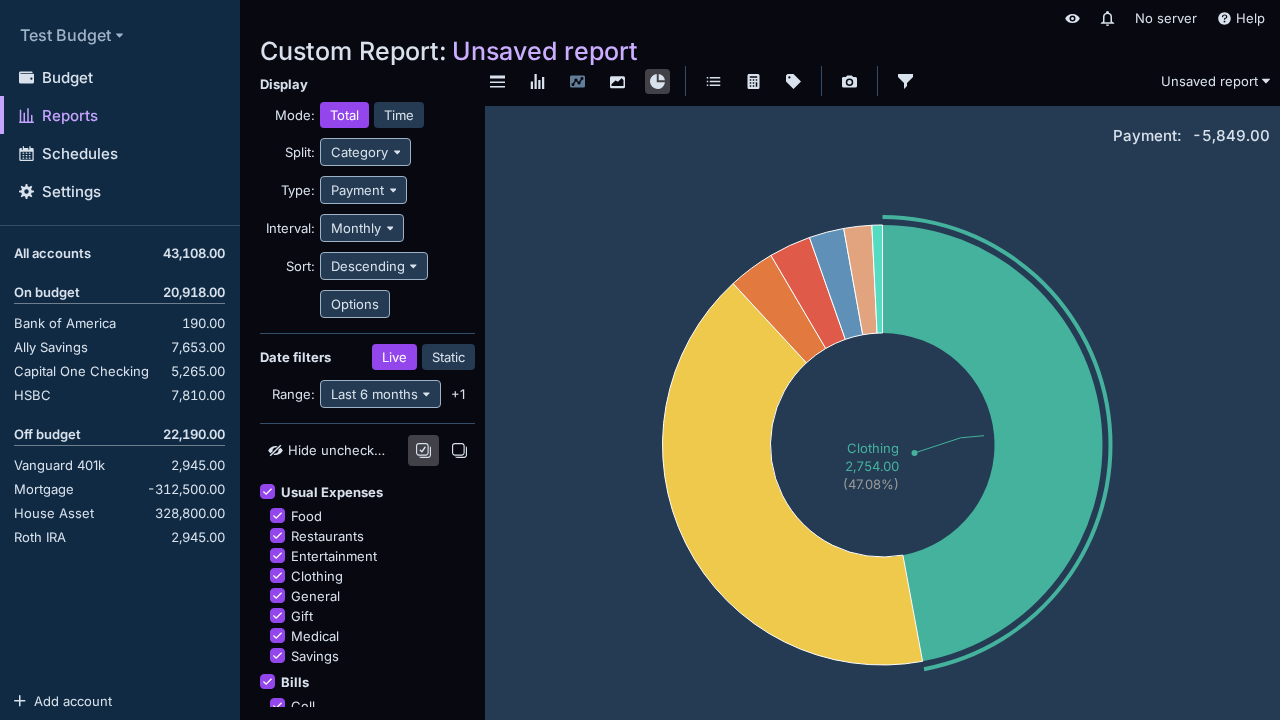 Test Budget
Budget
Reports
Schedules
Settings
All accounts 43,108.00
On budget 20,918.00
Bank of America 190.00
Ally Savings 7,653.00
Capital One Checking 5,265.00
HSBC 7,810.00
Off budget 22,190.00
Vanguard 401k 2,945.00
Mortgage -312,500.00
House Asset 328,800.00
Roth IRA 2,945.00
Add account
No server Help
Custom Report: Unsaved report
Display
Mode: Total Time
Split: Category
Type: Payment
Interval: Monthly
Sort: Descending
Options
Date filters Live Static
Range: Last 6 months +1
Hide uncheck...
Usual Expenses
Food
Restaurants
Entertainment
Clothing
General
Gift
Medical
Savings
Bills
Cell
Unsaved report
Payment: -5,849.00
Clothing
2,754.00
(47.08%)